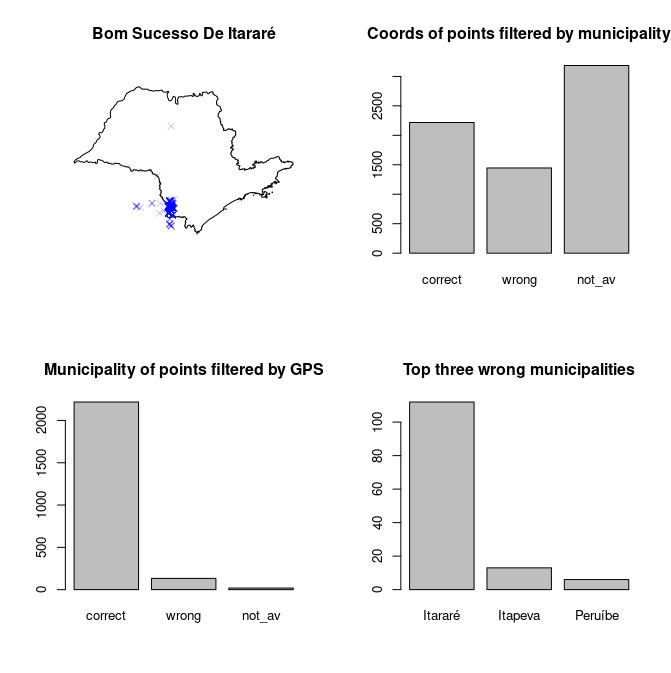 Bom Sucesso De Itararé
Coords of points filtered by municipality
2500
1500
500
0
correct wrong not_av
Municipality of points filtered by GPS
2000
1500
1000
500
0
correct wrong not_av
Top three wrong municipalities
100
80
60
40
20
0
Itararé Itapeva Peruíbe